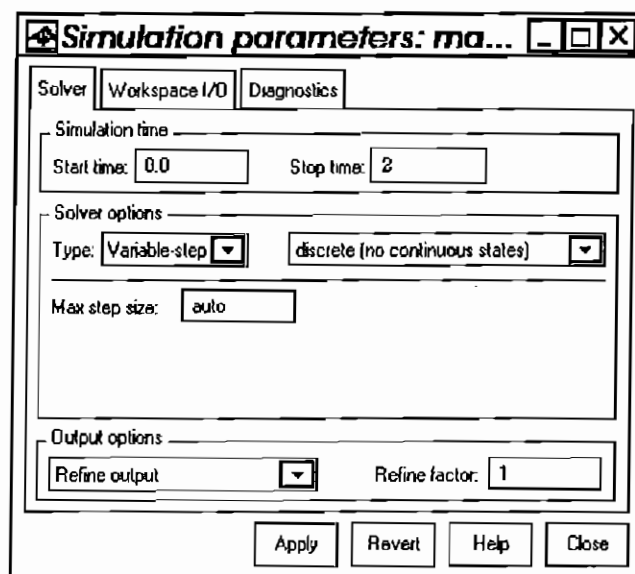 Simulation parameters: ma...
Solver Workspace I/O Diagnostics
Simulation time
Start time: 0.0 Stop time: 2
Solver options
Type: Variable-step discrete (no continuous states)
Max step size: auto
Output options
Refine output Refine factor: 1
Apply Revert Help Close